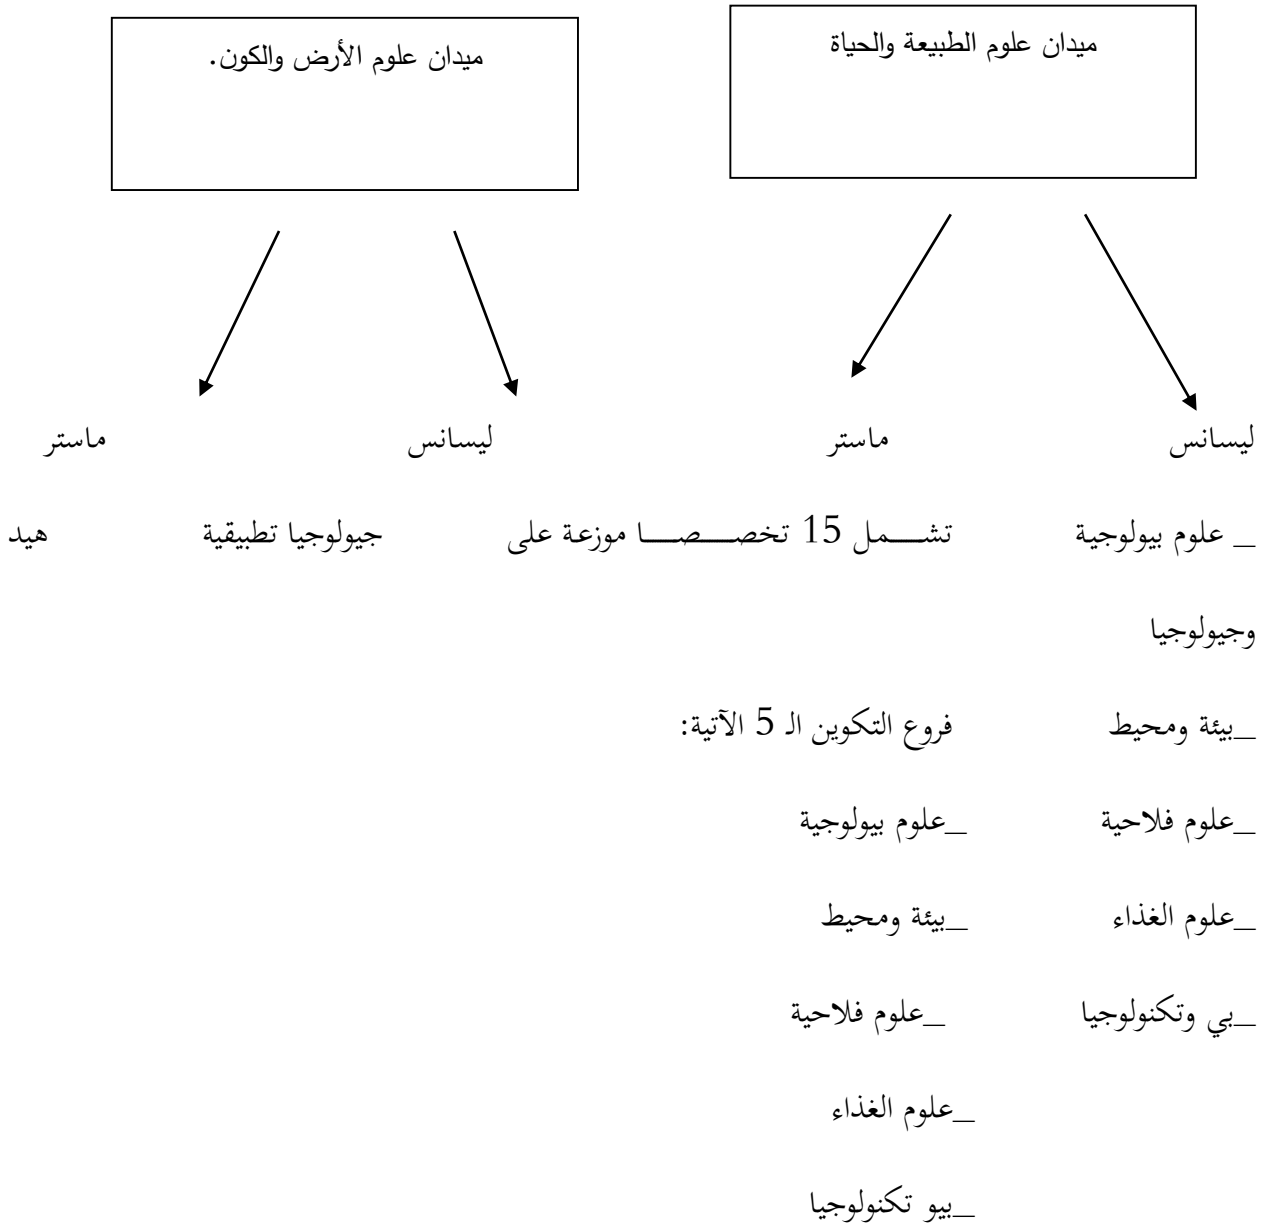 ميدان علوم الطبيعة والحياة
ميدان علوم الأرض والكون.
ليسانس ماستر ليسانس ماستر
_ علوم بيولوجية تشمل 15 تخصصا موزعة على جيولوجيا تطبيقية هيد
وجيولوجيا
_بيئة ومحيط فروع التكوين الـ 5 الآتية:
_علوم فلاحية _علوم بيولوجية
_علوم الغذاء _بيئة ومحيط
_بي وتكنولوجيا _علوم فلاحية
_علوم الغذاء
_بيو تكنولوجيا